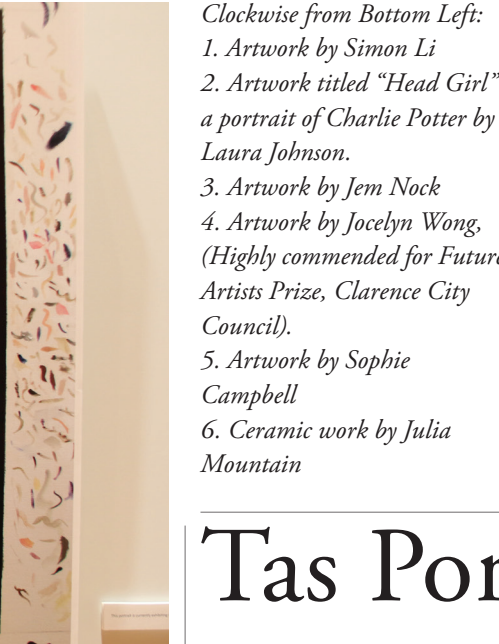 Clockwise from Bottom Left:
1. Artwork by Simon Li
2. Artwork titled “Head Girl”
a portrait of Charlie Potter by
Laura Johnson.
3. Artwork by Jem Nock
4. Artwork by Jocelyn Wong,
(Highly commended for Future
Artists Prize, Clarence City
Council).
5. Artwork by Sophie
Campbell
6. Ceramic work by Julia
Mountain
Tas Por